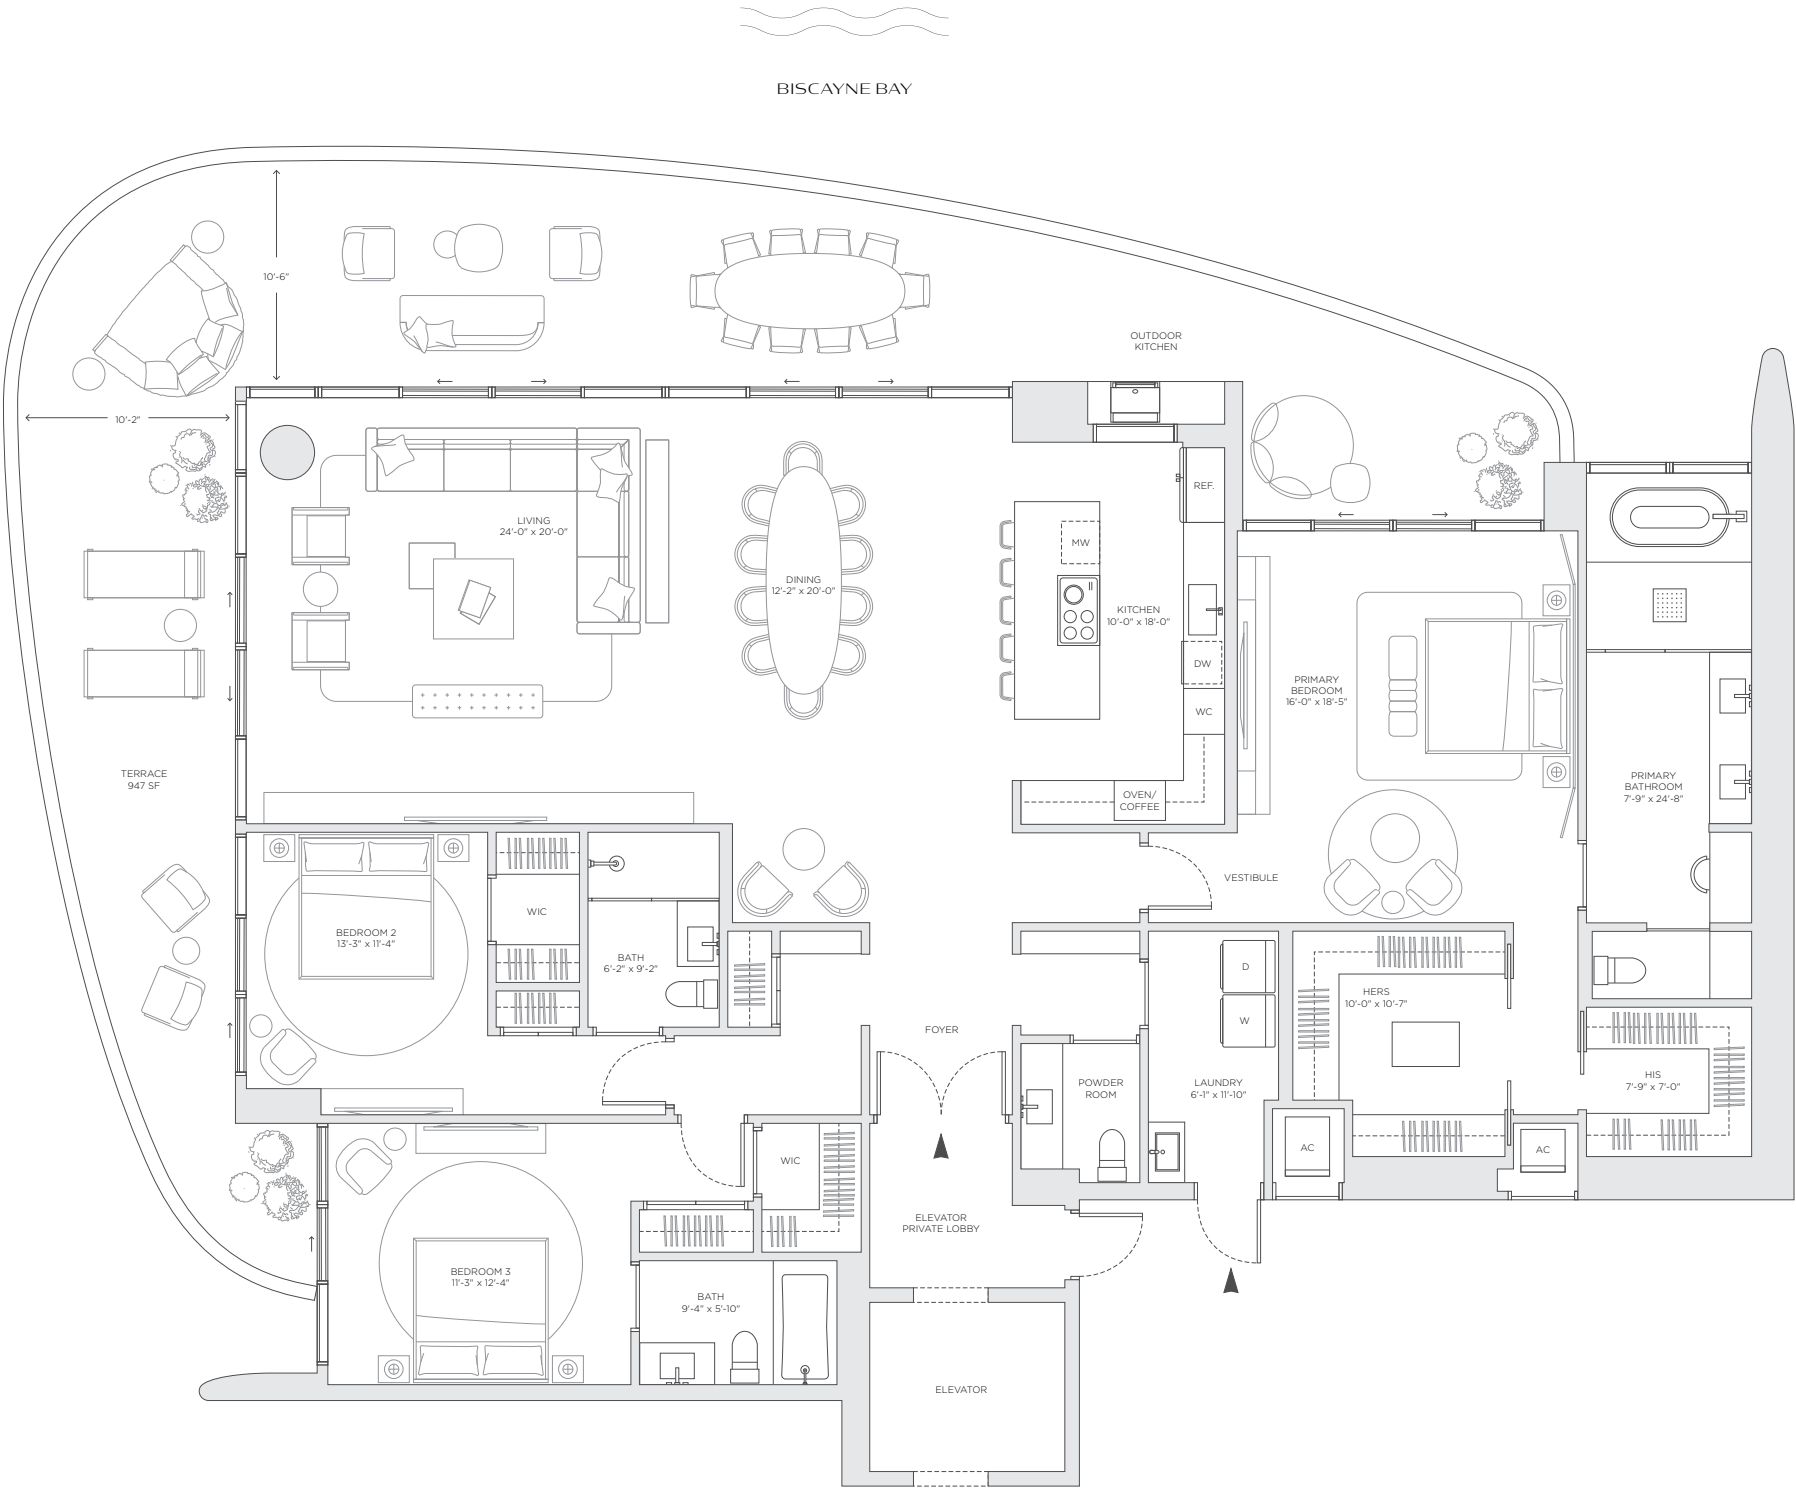 BISCAYNE BAY
10'-6"
OUTDOOR
KITCHEN
10'-2"
REF.
LIVING
24'-0" x 20'-0"
MW
DINING
12'-2" x 20'-0"
KITCHEN
10'-0" x 18'-0"
DW
PRIMARY
BEDROOM
16'-0" x 18'-5"
WC
TERRACE
947 SF
PRIMARY
BATHROOM
7'-9" x 24'-8"
OVEN/
COFFEE
VESTIBULE
WIC
BEDROOM 2
13'-3" x 11'-4"
BATH
6'-2" x 9'-2"
D
HERS
10'-0" x 10'-7"
W
FOYER
POWDER
ROOM
LAUNDRY
6'-1" x 11'-10"
HIS
7'-9" x 7'-0"
AC
AC
WIC
ELEVATOR
PRIVATE LOBBY
BEDROOM 3
11'-3" x 12'-4"
BATH
9'-4" x 5'-10"
ELEVATOR